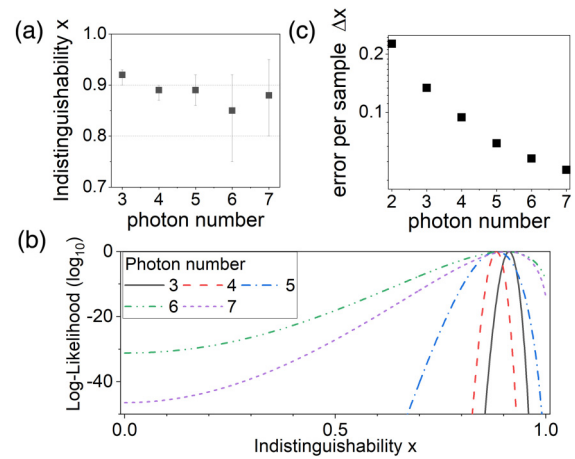 (a)
Indistinguishability x
1.0
0.9
0.8
0.7
3 4 5 6 7
photon number
(c)
error per sample Δx
0.2
0.1
2 3 4 5 6 7
photon number
(b)
Log-Likelihood (log₁₀)
0
-20
-40
Photon number
3 4 5
6 7
0.0 0.5 1.0
Indistinguishability x